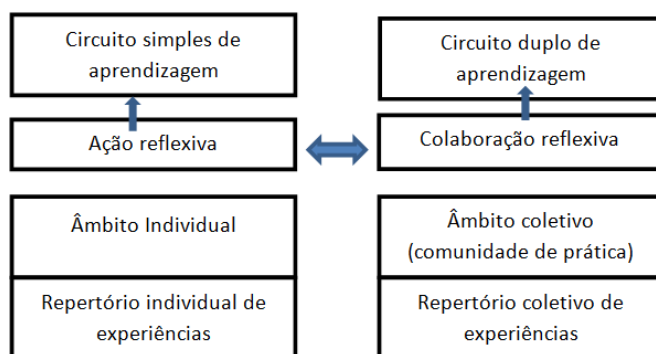 Circuito simples de
aprendizagem
Circuito duplo de
aprendizagem
Ação reflexiva
Colaboração reflexiva
Âmbito Individual
Âmbito coletivo
(comunidade de prática)
Repertório individual de
experiências
Repertório coletivo de
experiências